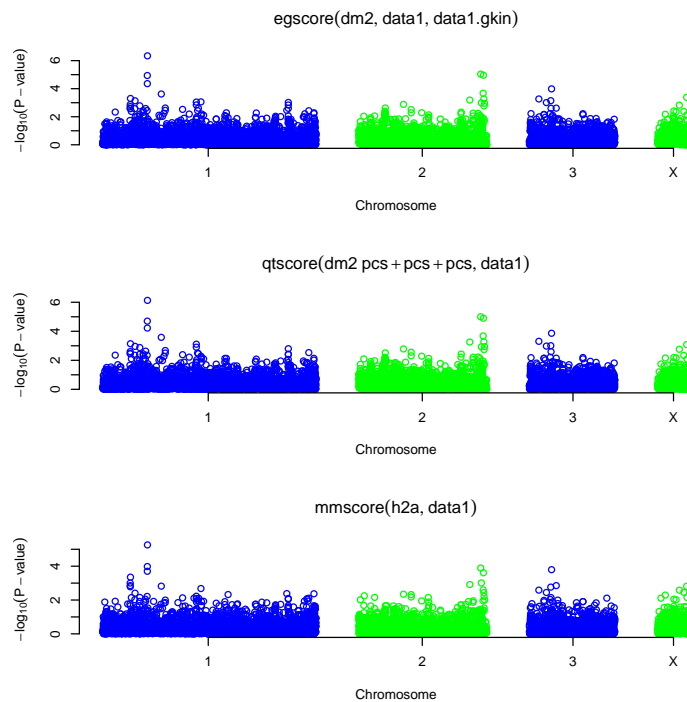 egscore(dm2, data1, data1.gkin)
−log10(P − value)
6
4
2
0
1 2 3 X
Chromosome
qtscore(dm2 pcs + pcs + pcs, data1)
−log10(P − value)
6
4
2
0
1 2 3 X
Chromosome
mmscore(h2a, data1)
−log10(P − value)
4
2
0
1 2 3 X
Chromosome